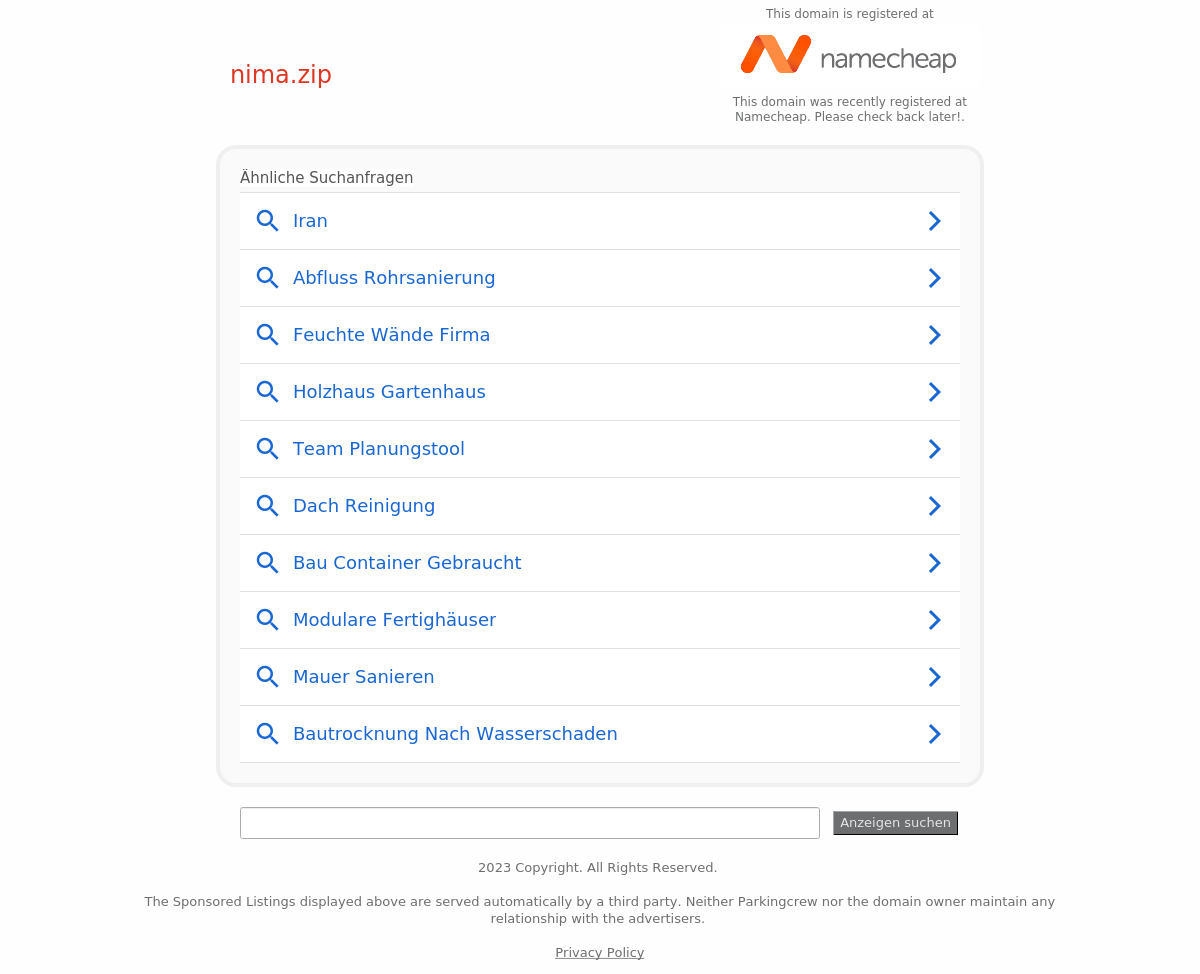 This domain is registered at
namecheap
nima.zip
This domain was recently registered at
Namecheap. Please check back later!.
Ähnliche Suchanfragen
Iran
Abfluss Rohrsanierung
Feuchte Wände Firma
Holzhaus Gartenhaus
Team Planungstool
Dach Reinigung
Bau Container Gebraucht
Modulare Fertighäuser
Mauer Sanieren
Bautrocknung Nach Wasserschaden
Anzeigen suchen
2023 Copyright. All Rights Reserved.
The Sponsored Listings displayed above are served automatically by a third party. Neither Parkingcrew nor the domain owner maintain any
relationship with the advertisers.
Privacy Policy